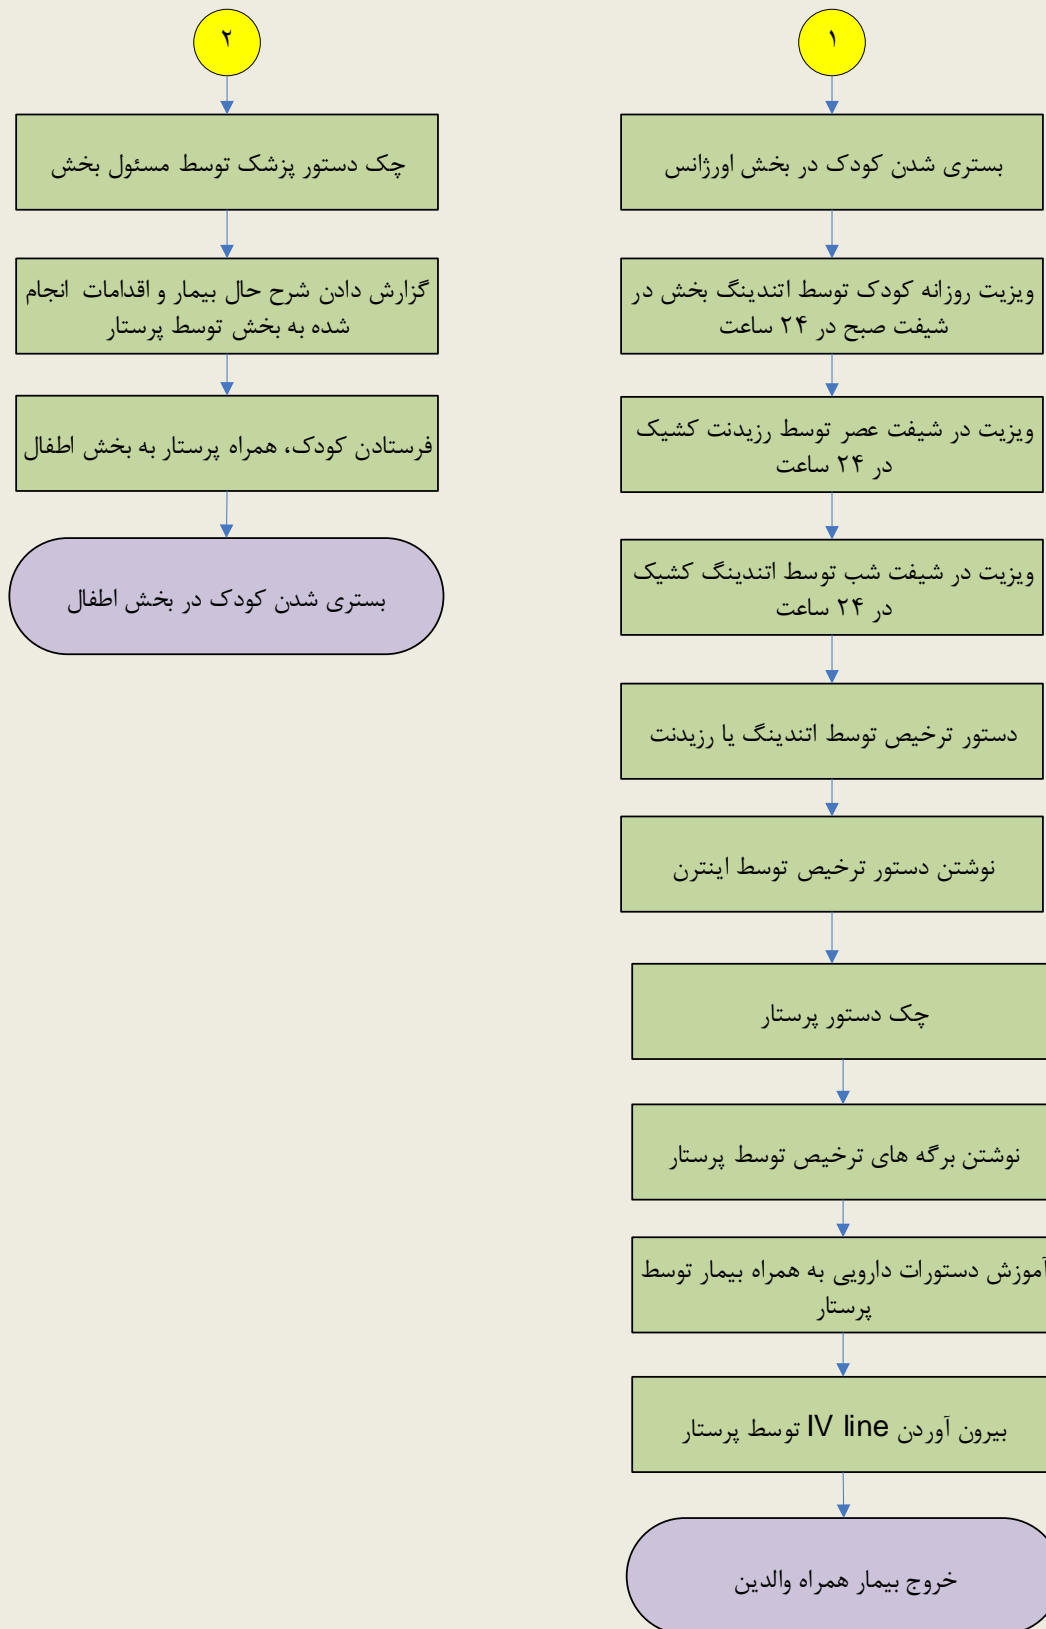 ۱
بستری شدن کودک در بخش اورژانس
ویزیت روزانه کودک توسط اتندینگ بخش در
شیفت صبح در ۲۴ ساعت
ویزیت در شیفت عصر توسط رزیدنت کشیک
در ۲۴ ساعت
ویزیت در شیفت شب توسط اتندینگ کشیک
در ۲۴ ساعت
دستور ترخیص توسط اتندینگ یا رزیدنت
نوشتن دستور ترخیص توسط اینترن
چک دستور پرستار
نوشتن برگه های ترخیص توسط پرستار
آموزش دستورات دارویی به همراه بیمار توسط
پرستار
بیرون آوردن IV line توسط پرستار
خروج بیمار همراه والدین
۲
چک دستور پزشک توسط مسئول بخش
گزارش دادن شرح حال بیمار و اقدامات انجام
شده به بخش توسط پرستار
فرستادن کودک، همراه پرستار به بخش اطفال
بستری شدن کودک در بخش اطفال